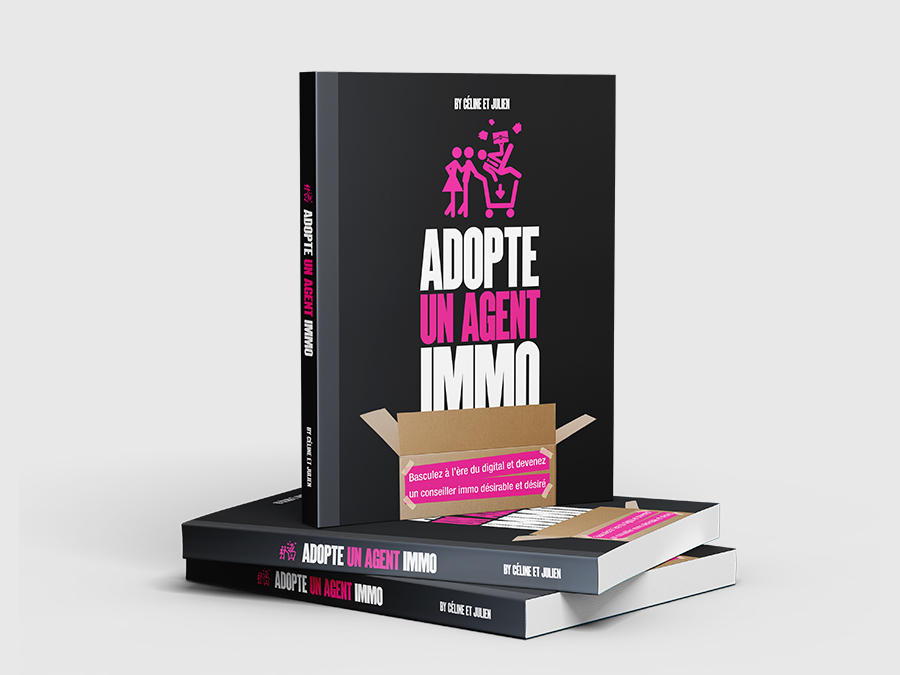 BY CÉLINE ET JULIEN
ADOPTE
UN AGENT
IMMO
Basculez à l'ère du digital et devenez
un conseiller immo désirable et désiré
ADOPTE UN AGENT IMMO
BY CÉLINE ET JULIEN
ADOPTE UN AGENT IMMO
BY CÉLINE ET JULIEN
ADOPTE UN AGENT IMMO
BY CÉLINE ET JULIEN